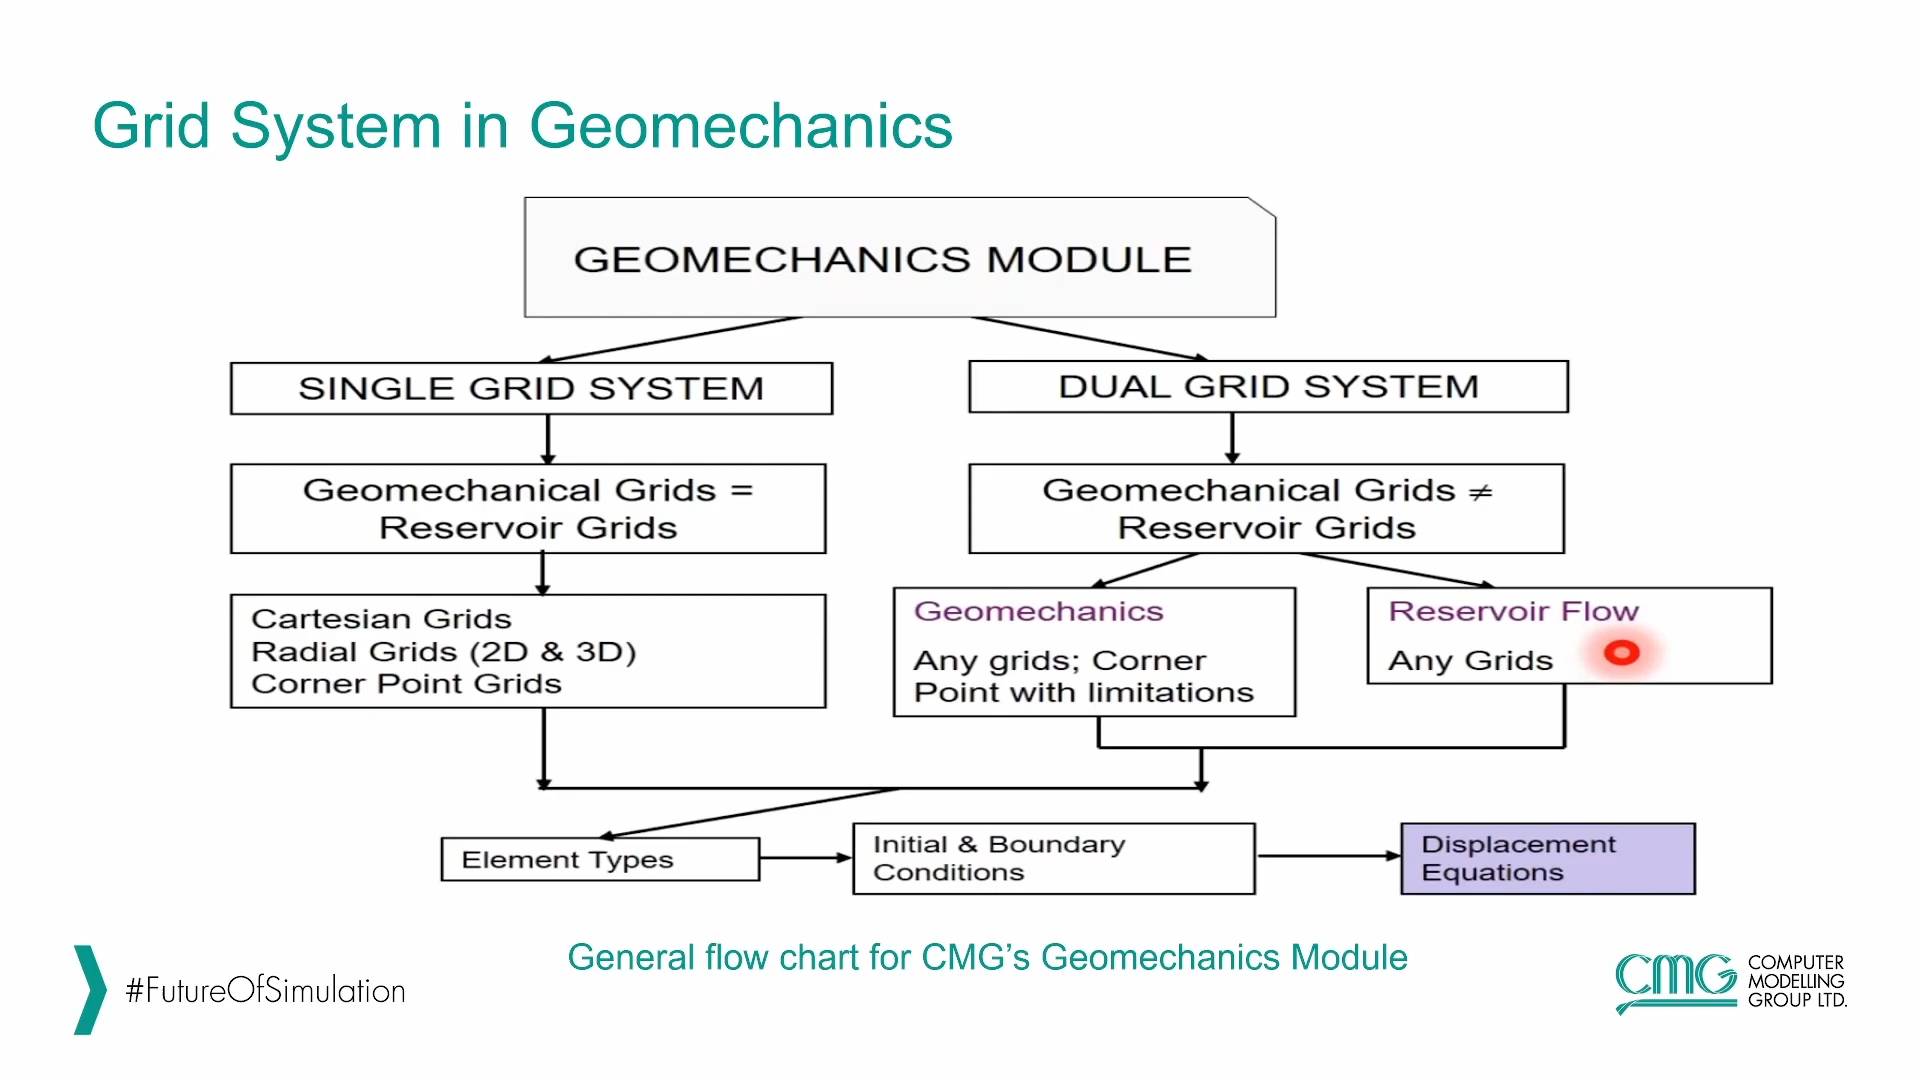 Grid System in Geomechanics
GEOMECHANICS MODULE
SINGLE GRID SYSTEM
DUAL GRID SYSTEM
Geomechanical Grids =
Reservoir Grids
Geomechanical Grids ≠
Reservoir Grids
Cartesian Grids
Radial Grids (2D & 3D)
Corner Point Grids
Geomechanics
Any grids; Corner
Point with limitations
Reservoir Flow
Any Grids
Element Types
Initial & Boundary
Conditions
Displacement
Equations
General flow chart for CMG’s Geomechanics Module
#FutureOfSimulation
CMG
COMPUTER
MODELLING
GROUP LTD.